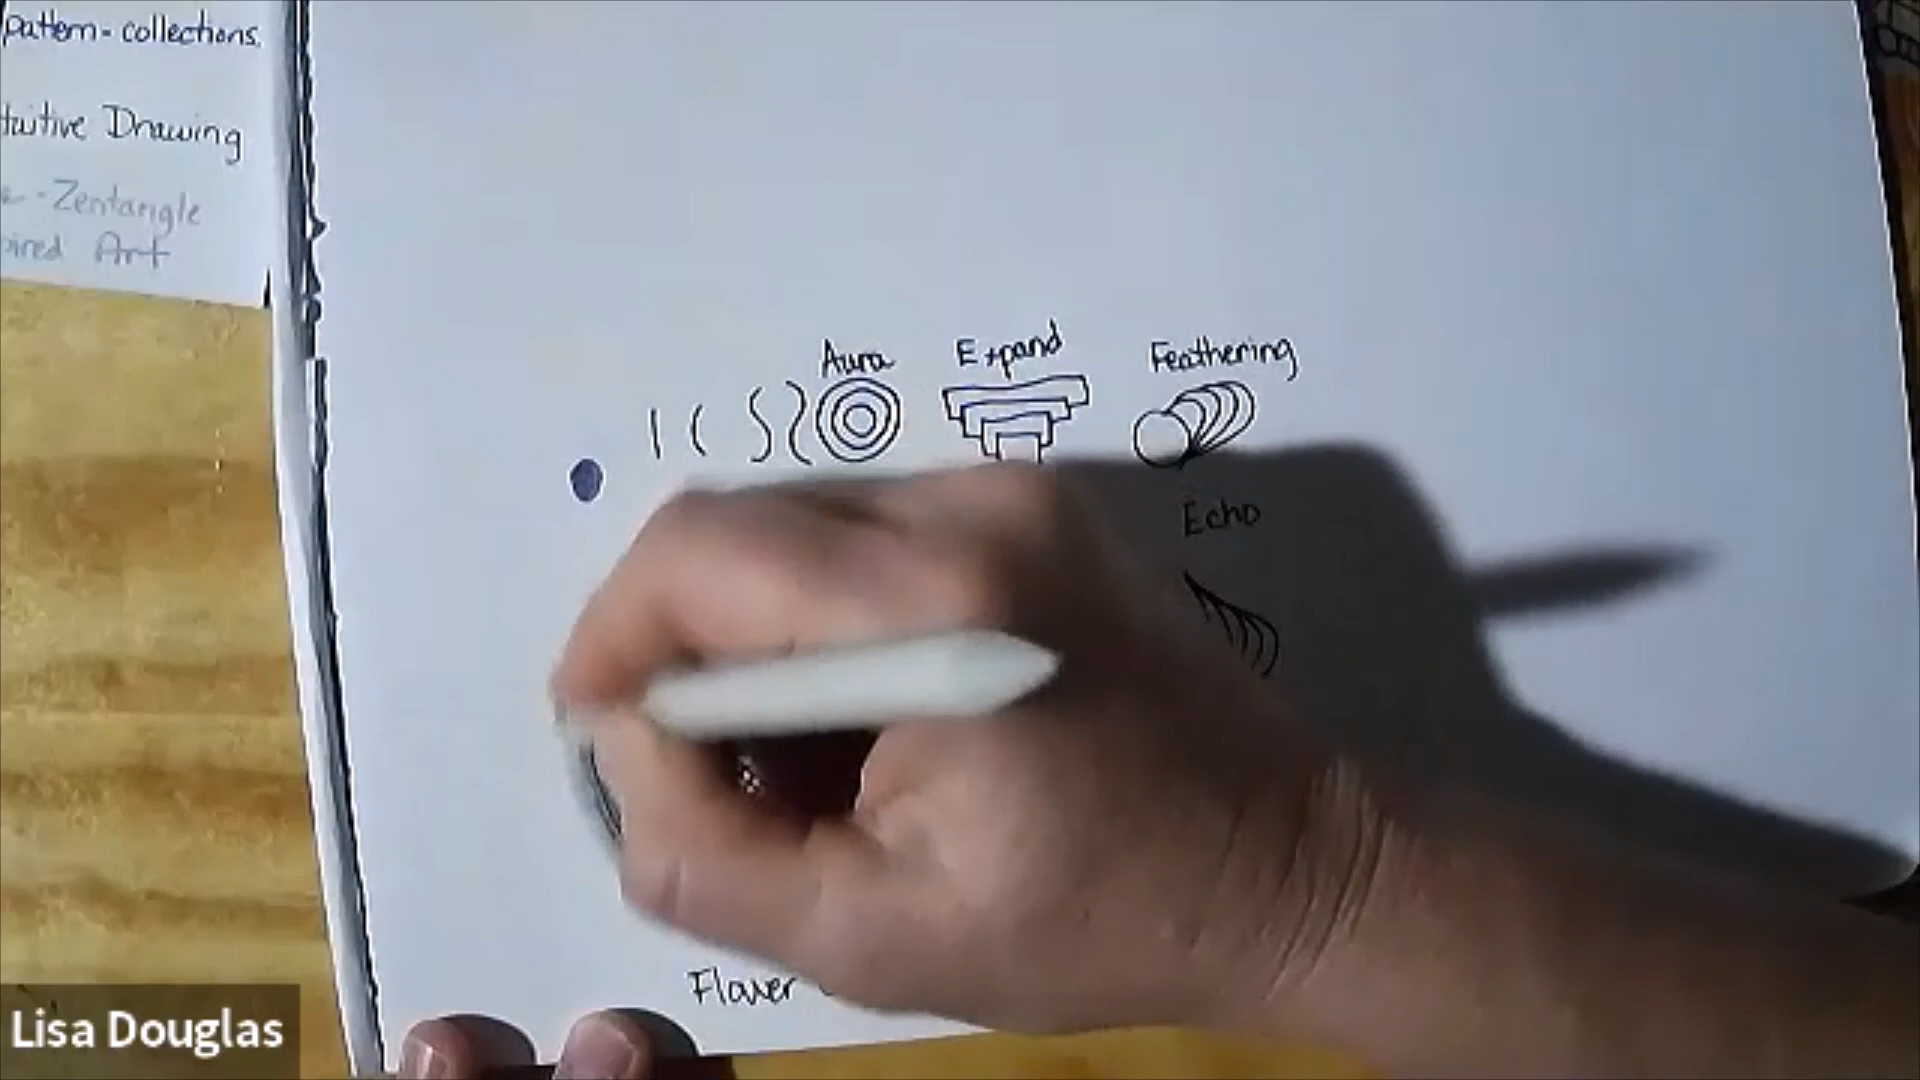 pattern-collections.
Drawing
-Zentangle
Art
Aura Expand Feathering
Echo
Flower
Lisa Douglas